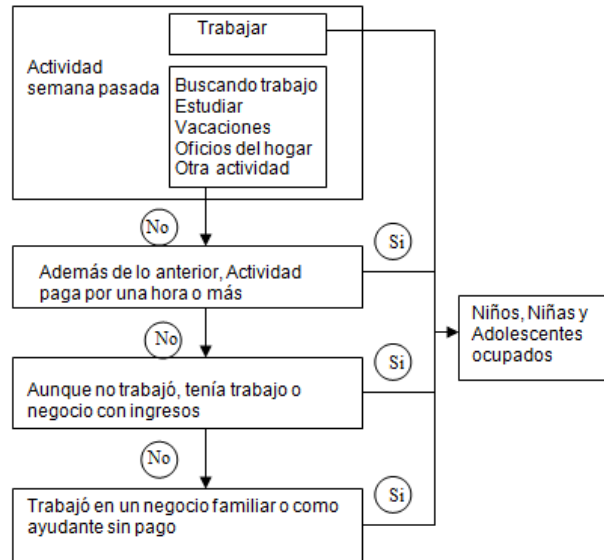 Trabajar
Actividad
semana pasada
Buscando trabajo
Estudiar
Vacaciones
Oficios del hogar
Otra actividad
No
Si
Además de lo anterior, Actividad
paga por una hora o más
Niños, Niñas y
Adolescentes
ocupados
No
Si
Aunque no trabajó, tenía trabajo o
negocio con ingresos
No
Si
Trabajó en un negocio familiar o como
ayudante sin pago